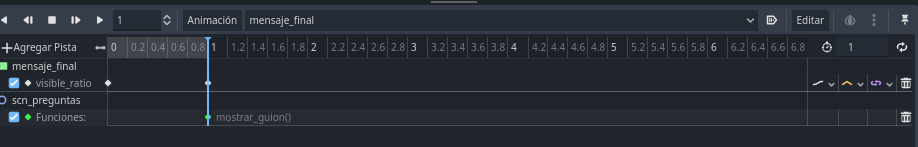 1 Animación mensaje_final Editar
Agregar Pista 0 0.2 0.4 0.6 0.8 1 1.2 1.4 1.6 1.8 2 2.2 2.4 2.6 2.8 3 3.2 3.4 3.6 3.8 4 4.2 4.4 4.6 4.8 5 5.2 5.4 5.6 5.8 6 6.2 6.4 6.6 6.8 1
mensaje_final
visible_ratio
scn_preguntas
Funciones: mostrar_guion()